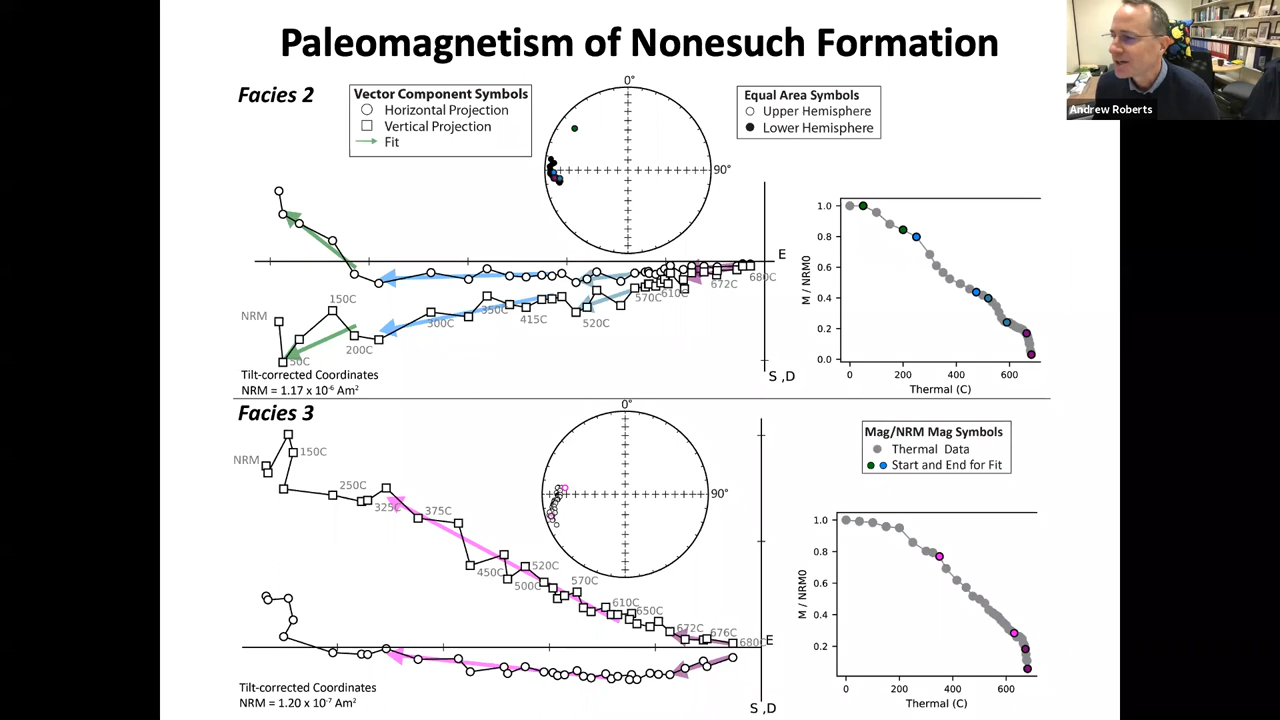 Paleomagnetism of Nonesuch Formation
Andrew Roberts
Facies 2
Vector Component Symbols
Horizontal Projection
Vertical Projection
Fit
0°
90°
Equal Area Symbols
Upper Hemisphere
Lower Hemisphere
E
680C
672C
610C
570C
520C
415C
350C
300C
200C
150C
50C
NRM
S ,D
Tilt-corrected Coordinates
NRM = 1.17 x 10⁻⁶ Am²
1.0
0.8
0.6
0.4
0.2
0.0
M / NRM0
0 200 400 600
Thermal (C)
Facies 3
0°
90°
NRM
150C
250C
325C
375C
450C
500C
520C
570C
610C
650C
672C
676C
680C
E
S ,D
Tilt-corrected Coordinates
NRM = 1.20 x 10⁻⁷ Am²
Mag/NRM Mag Symbols
Thermal Data
Start and End for Fit
1.0
0.8
0.6
0.4
0.2
M / NRM0
0 200 400 600
Thermal (C)